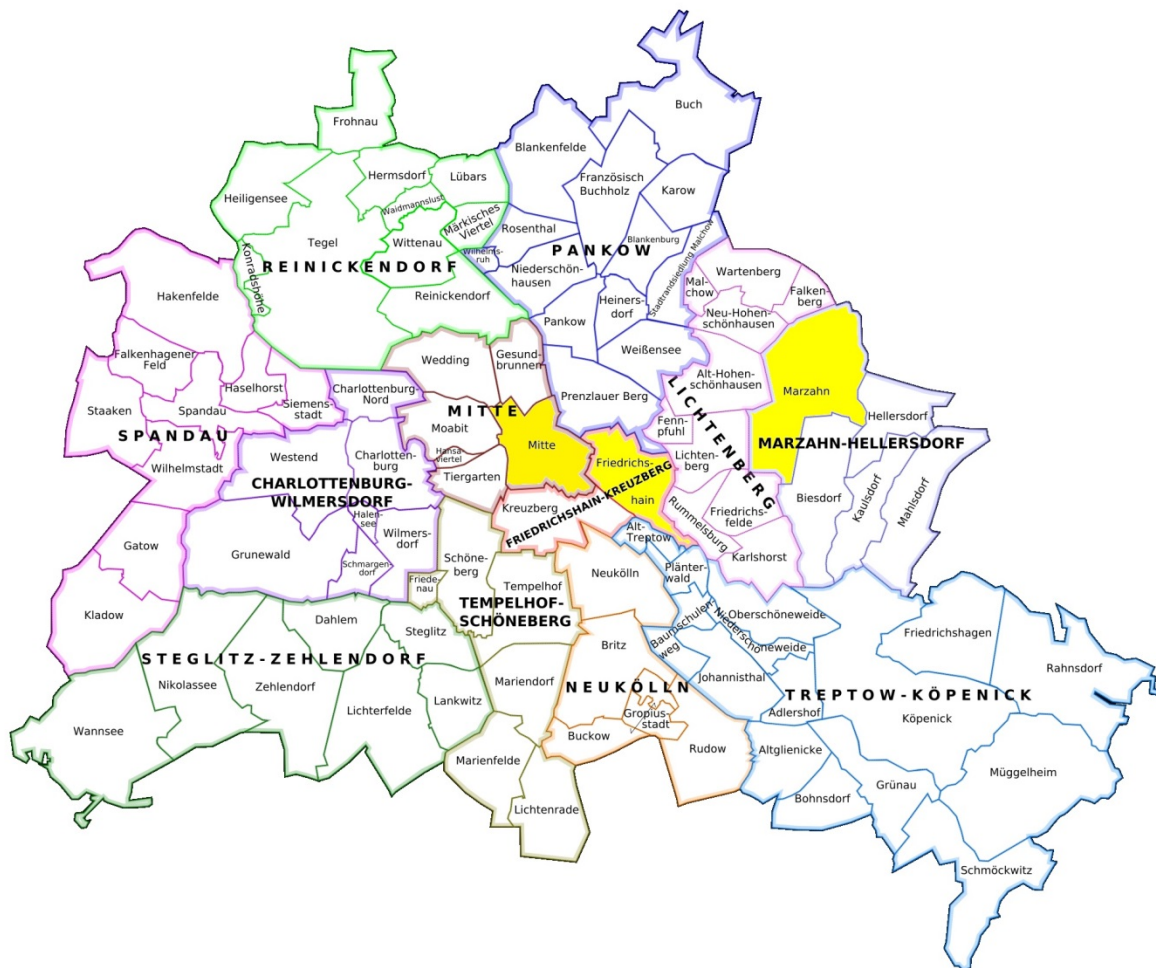 Frohnau
Buch
Blankenfelde
Hermsdorf
Lübars
Französisch
Buchholz
Karow
Heiligensee
Waidmannslust
Märkisches
Viertel
Rosenthal
Tegel
Wittenau
Blankenburg
PANKOW
Stadtrandsiedlung Malchow
Wilhelms-
ruh
Konradshöhe
REINICKENDORF
Niederschön-
hausen
Wartenberg
Mal-
chow
Falken-
berg
Hakenfelde
Reinickendorf
Heiners-
dorf
Neu-Hohen-
schönhausen
Pankow
Weißensee
Falkenhagener
Feld
Wedding
Gesund-
brunnen
Alt-Hohen-
schönhausen
Haselhorst
Charlottenburg-
Nord
Marzahn
Staaken
Spandau
Siemens-
stadt
Prenzlauer Berg
LICHTENBERG
MITTE
Hellersdorf
SPANDAU
Moabit
Fenn-
pfuhl
Mitte
MARZAHN-HELLERSDORF
Westend
Charlotten-
burg
Hansa
viertel
Lichten-
berg
Wilhelmstadt
Tiergarten
Friedrichs-
hain
CHARLOTTENBURG-
WILMERSDORF
Biesdorf
Kaulsdorf
Mahlsdorf
Kreuzberg
FRIEDRICHSHAIN-KREUZBERG
Rummelsburg
Friedrichs-
felde
Halen-
see
Wilmers-
dorf
Alt-
Treptow
Gatow
Grunewald
Schmargen-
dorf
Schöne-
berg
Karlshorst
Tempelhof
Neukölln
Plänter-
wald
Friede-
nau
Kladow
TEMPELHOF-
SCHÖNEBERG
Dahlem
Steglitz
Oberschöneweide
Niederschö
neweide
Friedrichshagen
Baumschulen-
weg
Britz
STEGLITZ-ZEHLENDORF
Rahnsdorf
Nikolassee
Zehlendorf
Mariendorf
NEUKÖLLN
Johannisthal
TREPTOW-KÖPENICK
Lankwitz
Lichterfelde
Gropius-
stadt
Adlershof
Köpenick
Wannsee
Buckow
Rudow
Altglienicke
Marienfelde
Müggelheim
Grünau
Bohnsdorf
Lichtenrade
Schmöckwitz